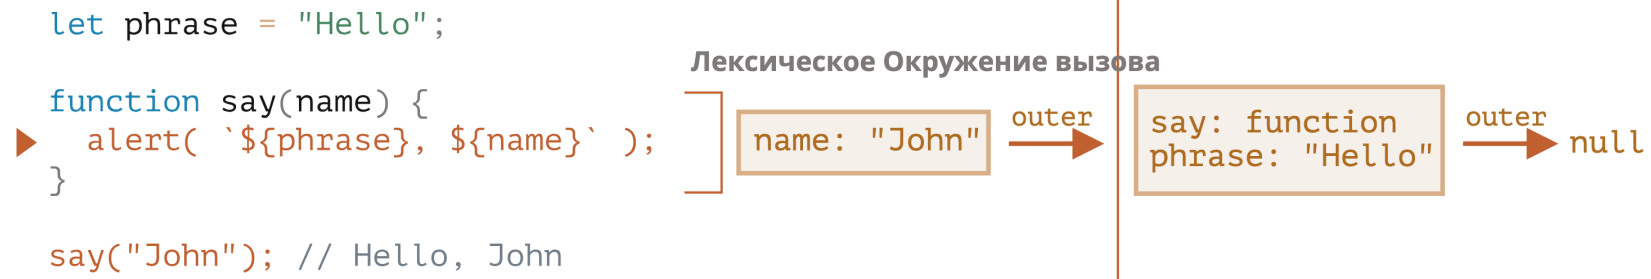 let phrase = "Hello";
function say(name) {
alert( `${phrase}, ${name}` );
}
say("John"); // Hello, John
Лексическое Окружение вызова
name: "John"
outer
say: function
phrase: "Hello"
outer
null